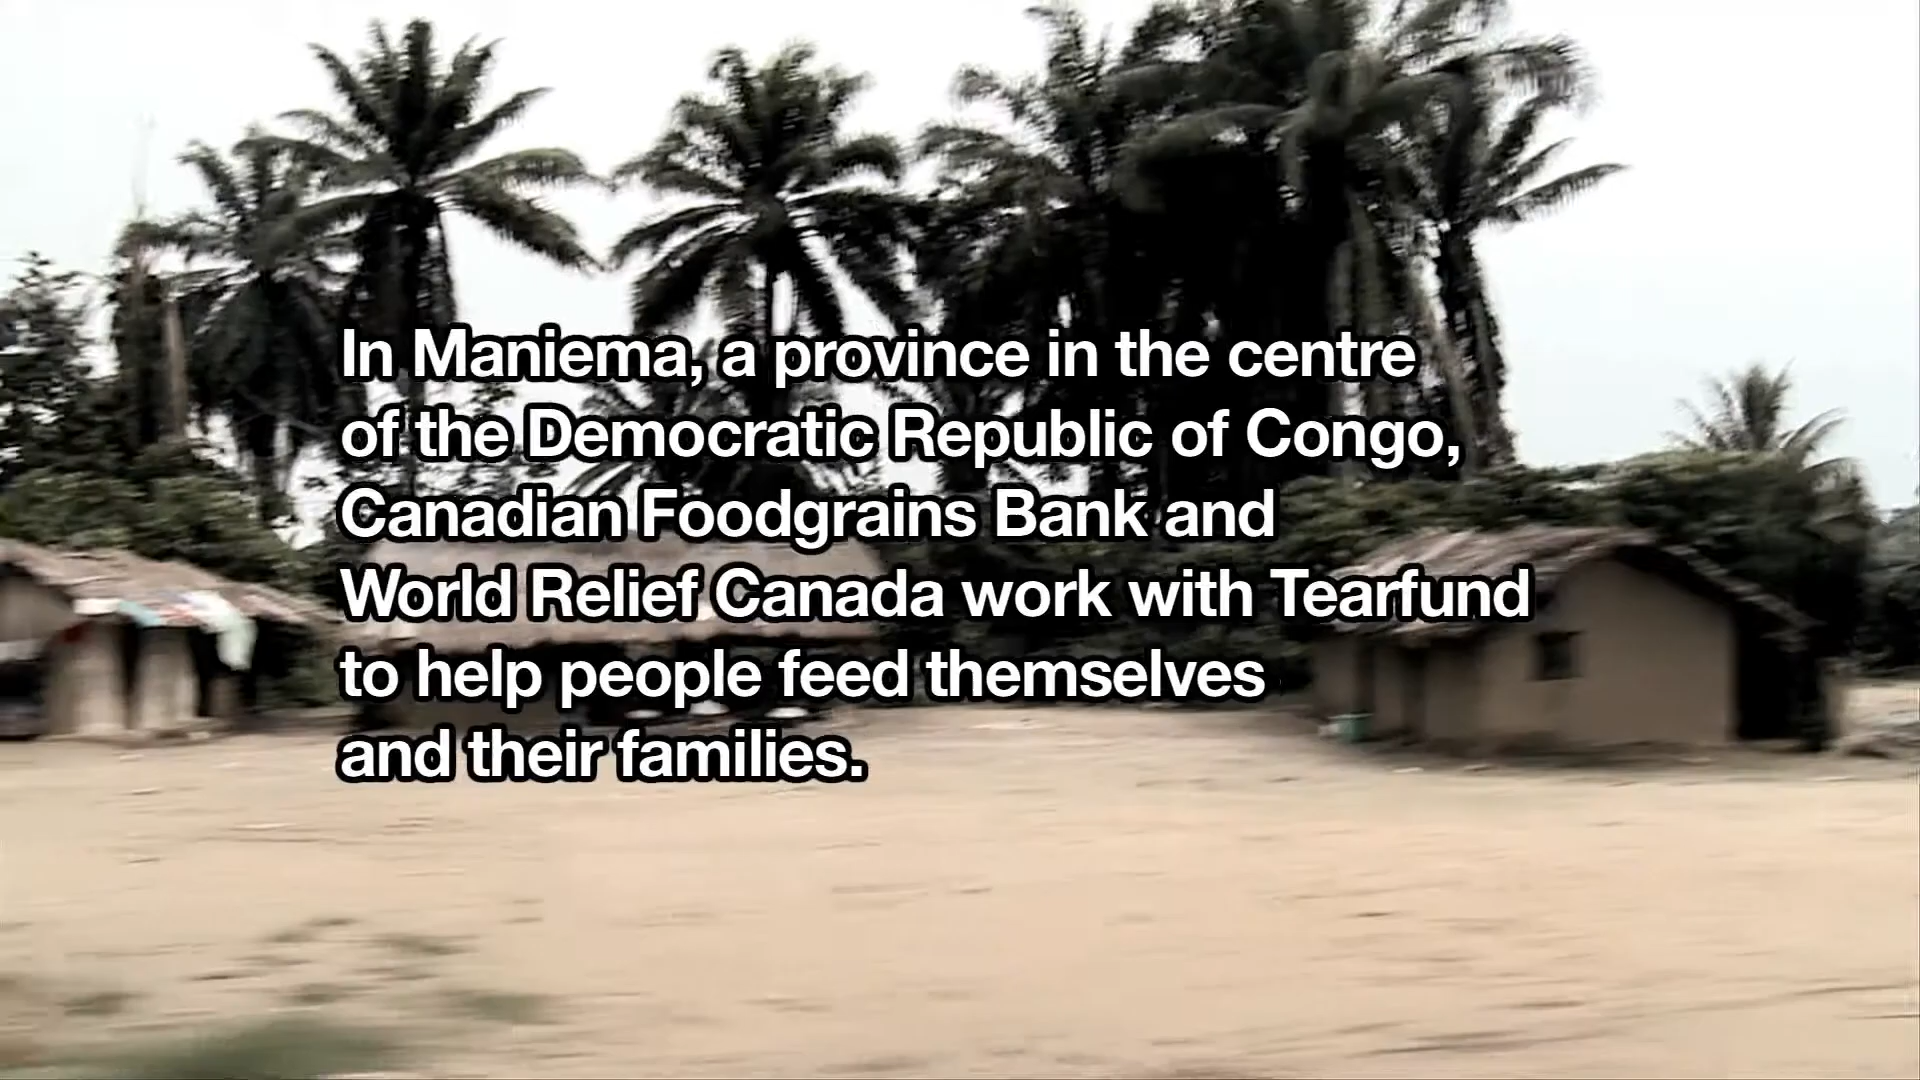 In Maniema, a province in the centre
of the Democratic Republic of Congo,
Canadian Foodgrains Bank and
World Relief Canada work with Tearfund
to help people feed themselves
and their families.